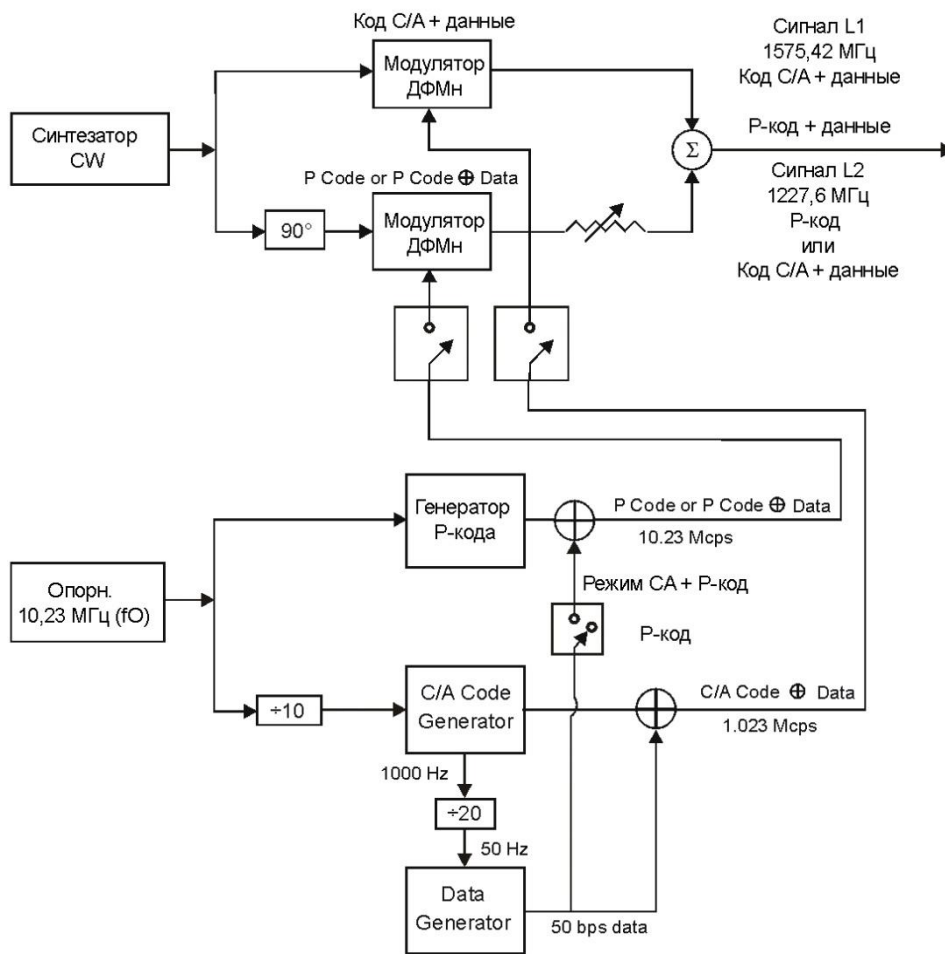 Код C/A + данные
Модулятор
ДФМн
Сигнал L1
1575,42 МГц
Код C/A + данные
Синтезатор
CW
Σ
Р-код + данные
P Code or P Code ⊕ Data
90°
Модулятор
ДФМн
Сигнал L2
1227,6 МГц
Р-код
или
Код C/A + данные
Генератор
Р-кода
P Code or P Code ⊕ Data
10.23 Mcps
Опорн.
10,23 МГц (fO)
Режим CA + Р-код
Р-код
÷10
C/A Code
Generator
C/A Code ⊕ Data
1.023 Mcps
1000 Hz
÷20
50 Hz
Data
Generator
50 bps data